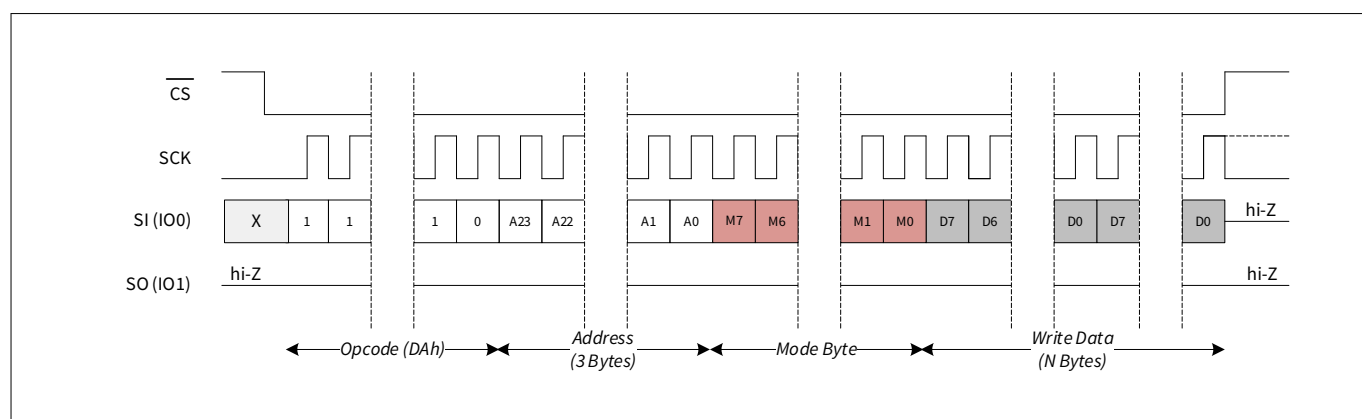 CS
SCK
SI (IO0) X 1 1 1 0 A23 A22 A1 A0 M7 M6 M1 M0 D7 D6 D0 D7 D0 hi-Z
SO (IO1) hi-Z hi-Z
Opcode (DAh) Address (3 Bytes) Mode Byte Write Data (N Bytes)